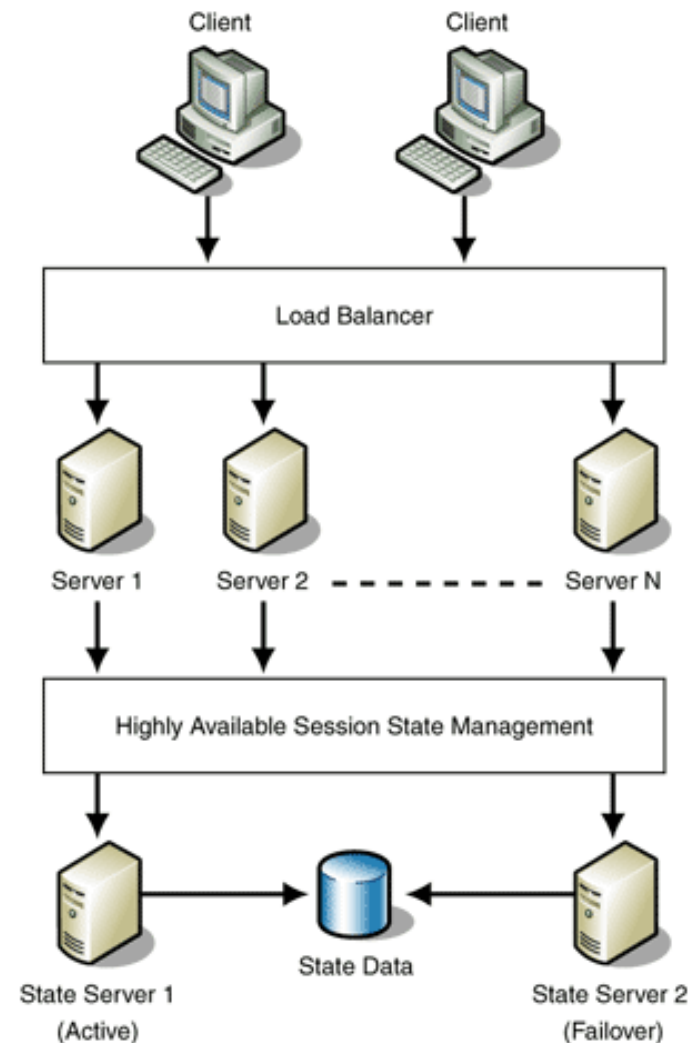 Client
Client
Load Balancer
Server 1
Server 2
Server N
Highly Available Session State Management
State Data
State Server 1
(Active)
State Server 2
(Failover)